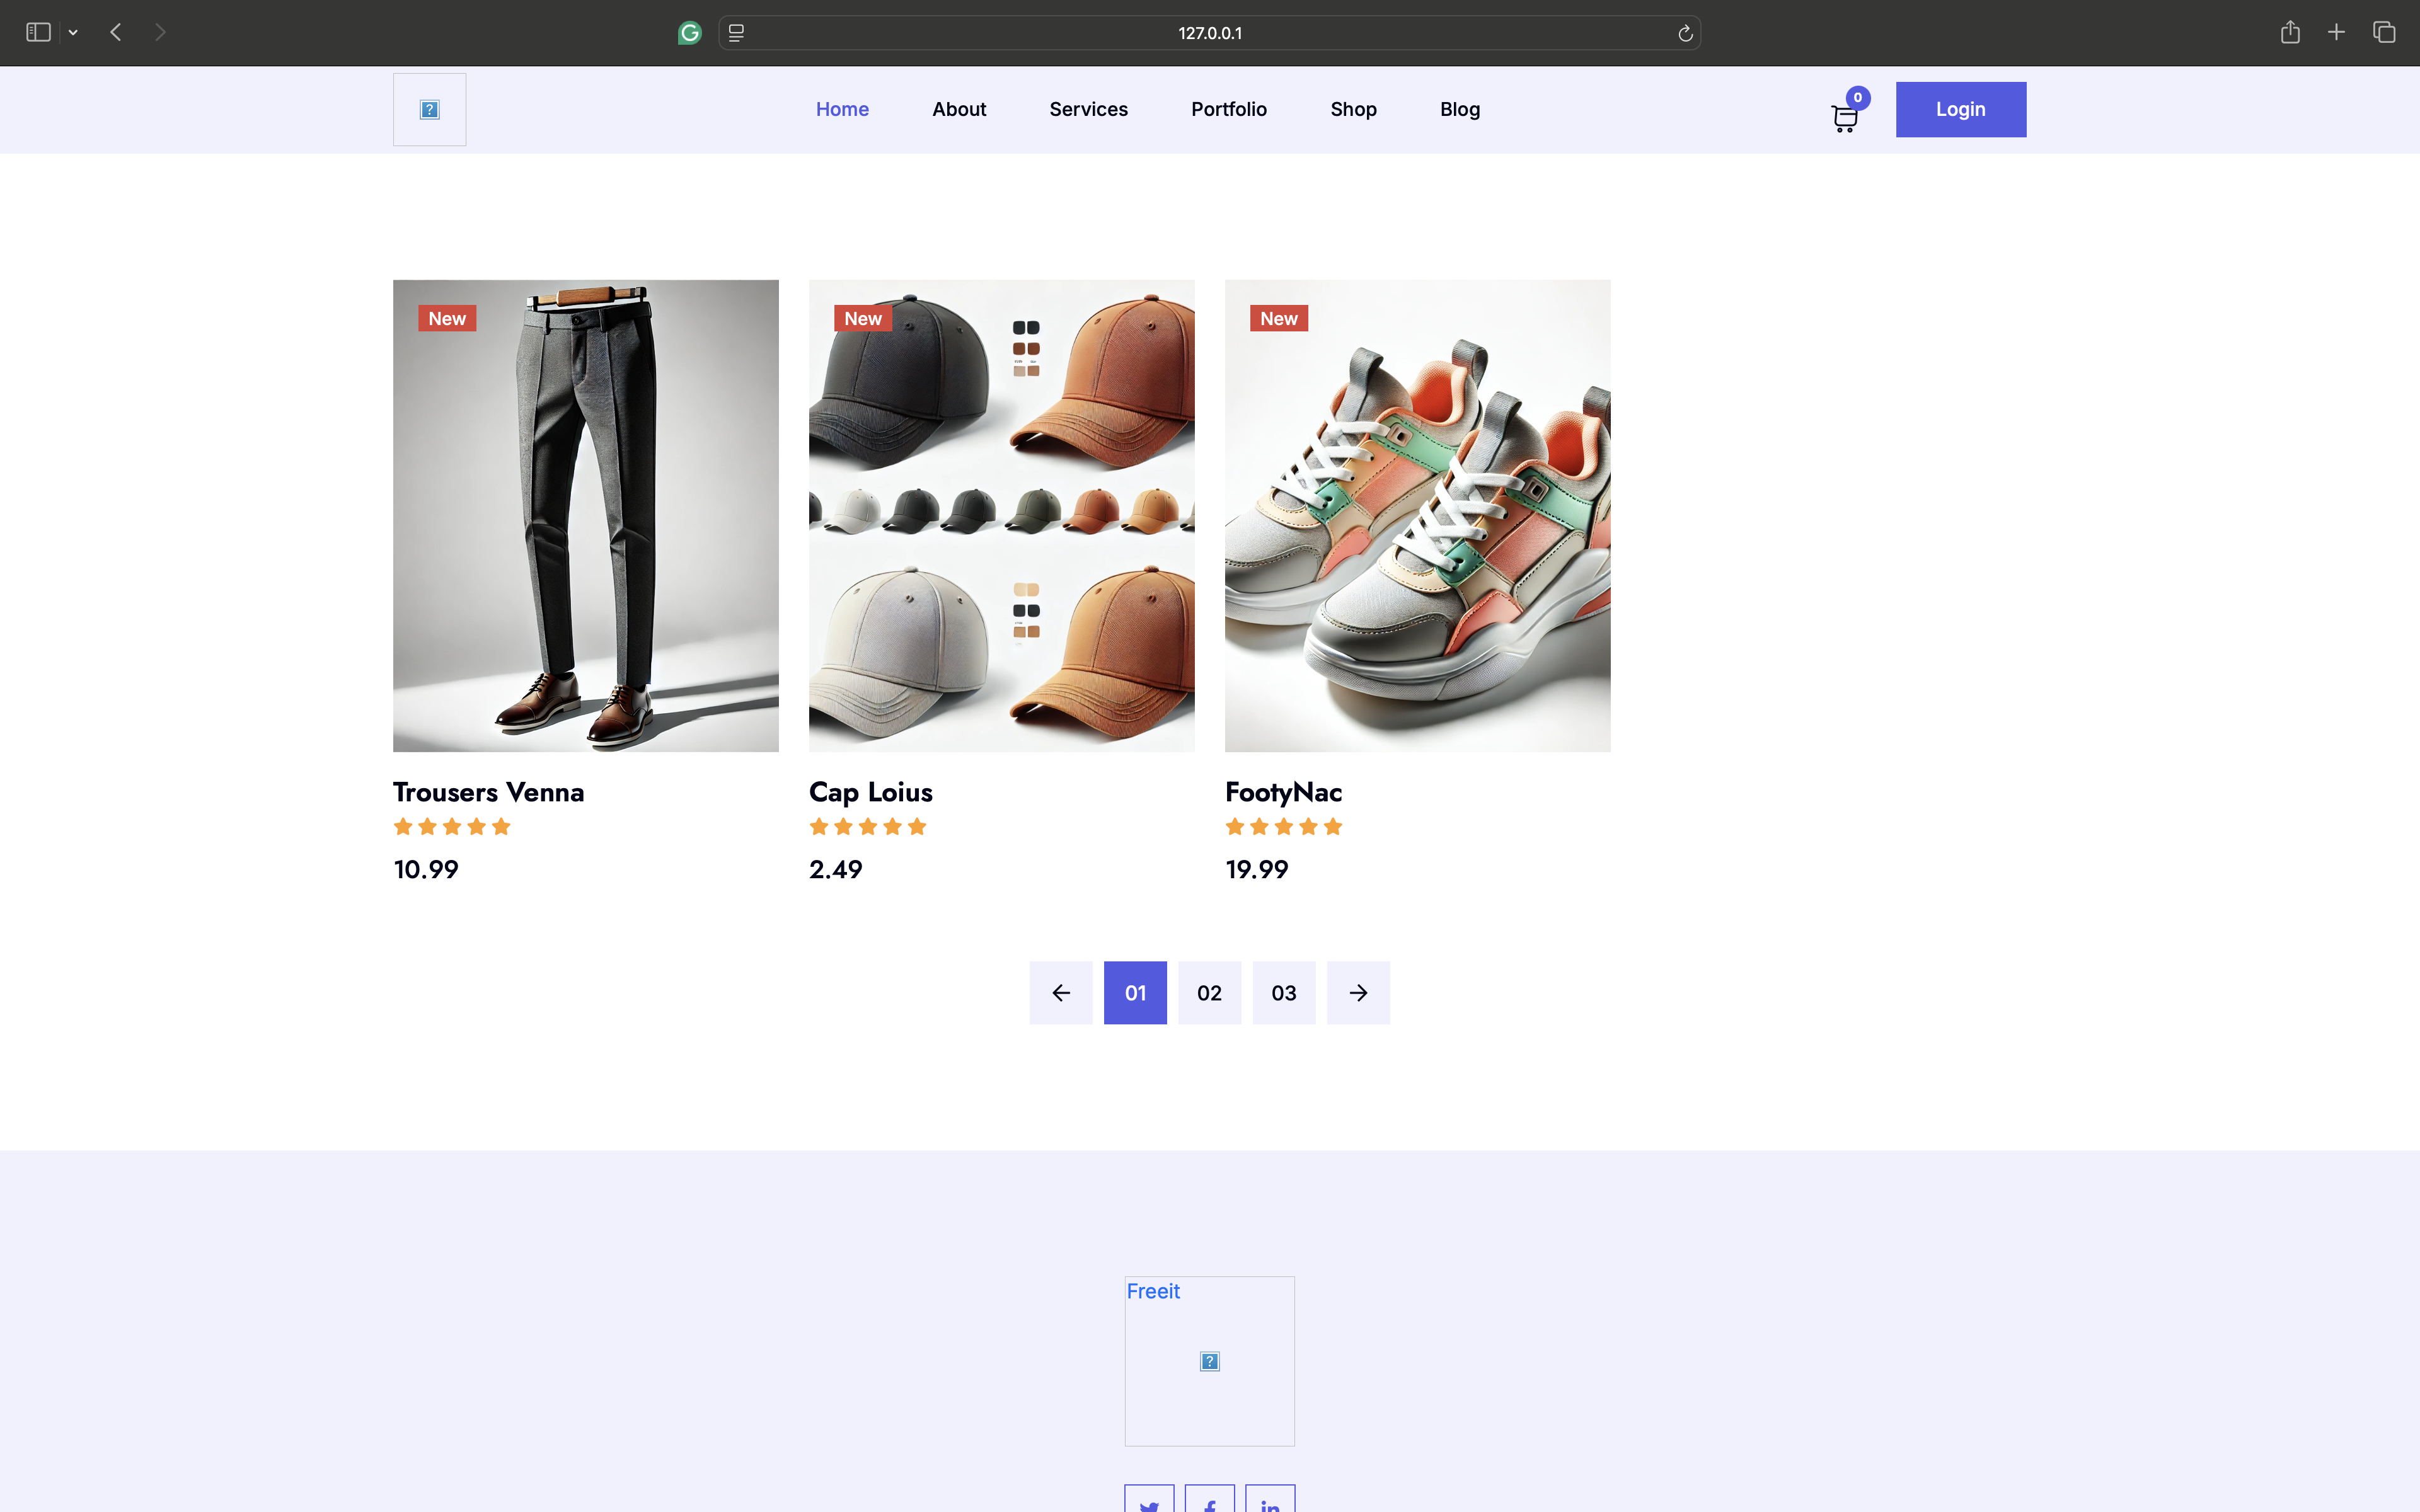 127.0.0.1
Home About Services Portfolio Shop Blog 0 Login
New New New
Trousers Venna Cap Loius FootyNac
10.99 2.49 19.99
01 02 03
Freeit